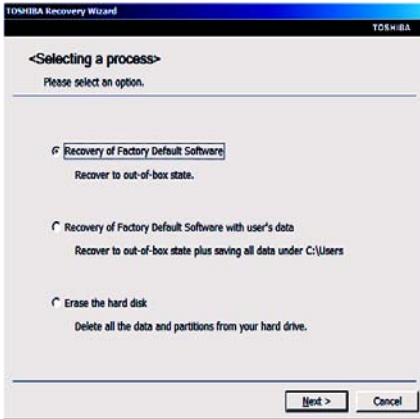 TOSHIBA Recovery Wizard
TOSHIBA
<Selecting a process>
Please select an option.
Recovery of Factory Default Software
Recover to out-of-box state.
Recovery of Factory Default Software with user's data
Recover to out-of-box state plus saving all data under C:\Users
Erase the hard disk
Delete all the data and partitions from your hard drive.
Next > Cancel